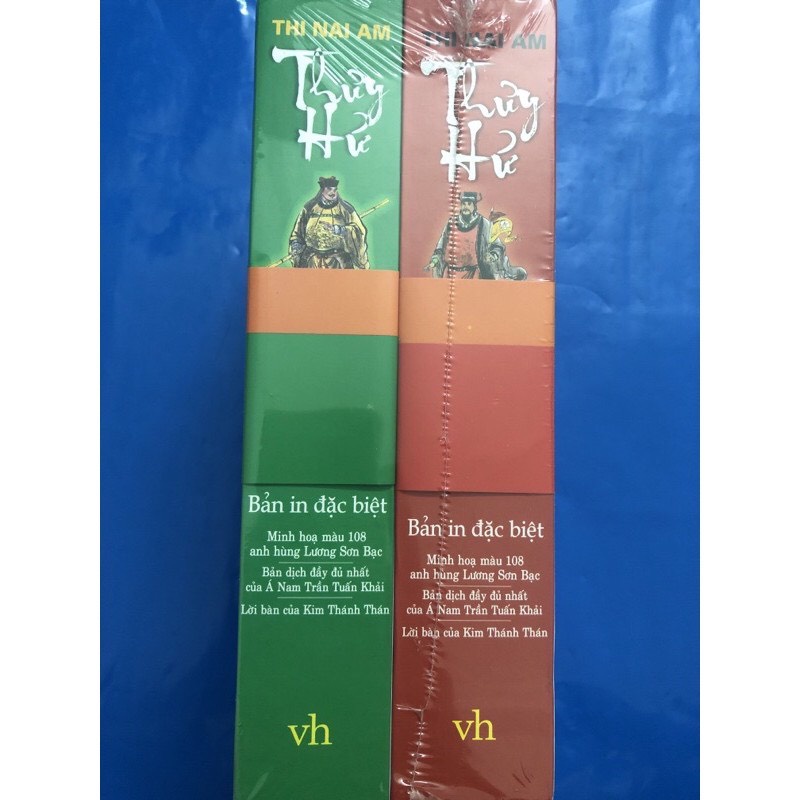 THI NAI AM
Thủy
Hử
Bản in đặc biệt
Minh hoạ màu 108
anh hùng Lương Sơn Bạc
Bản dịch đầy đủ nhất
của Á Nam Trần Tuấn Khải
Lời bàn của Kim Thánh Thán
vh
THI NAI AM
Thủy
Hử
Bản in đặc biệt
Minh hoạ màu 108
anh hùng Lương Sơn Bạc
Bản dịch đầy đủ nhất
của Á Nam Trần Tuấn Khải
Lời bàn của Kim Thánh Thán
vh